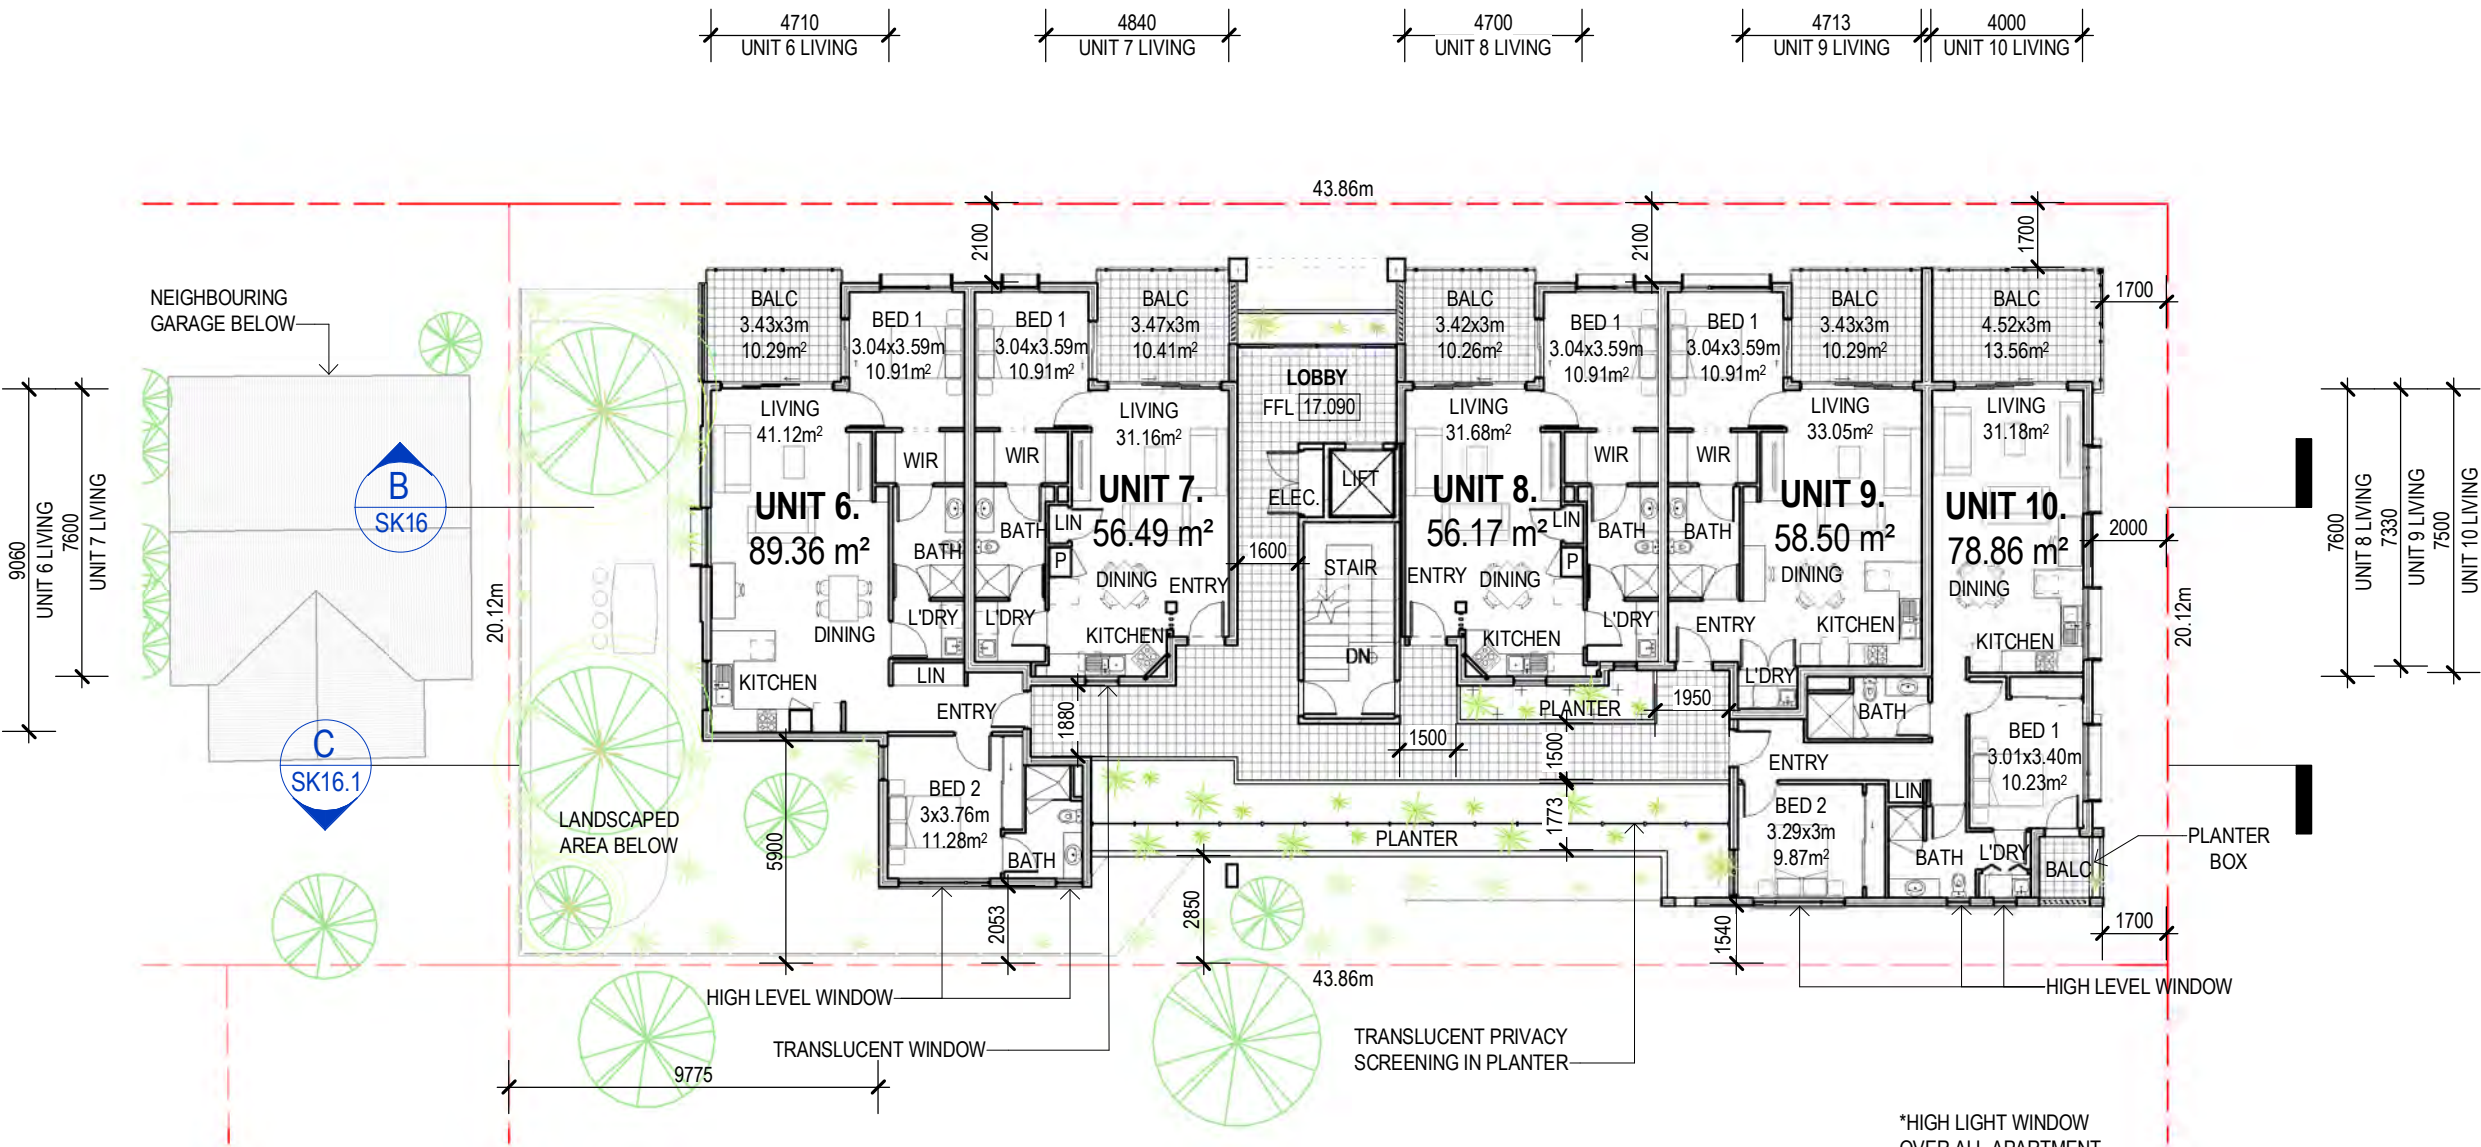 4710
UNIT 6 LIVING
4840
UNIT 7 LIVING
4700
UNIT 8 LIVING
4713
UNIT 9 LIVING
4000
UNIT 10 LIVING
43.86m
2100
2100
1700
1700
NEIGHBOURING
GARAGE BELOW
BALC
3.43x3m
10.29m²
BED 1
3.04x3.59m
10.91m²
BED 1
3.04x3.59m
10.91m²
BALC
3.47x3m
10.41m²
BALC
3.42x3m
10.26m²
BED 1
3.04x3.59m
10.91m²
BED 1
3.04x3.59m
10.91m²
BALC
3.43x3m
10.29m²
BALC
4.52x3m
13.56m²
LOBBY
FFL 17.090
LIVING
41.12m²
LIVING
31.16m²
LIVING
31.68m²
LIVING
33.05m²
LIVING
31.18m²
WIR
WIR
WIR
WIR
9060
UNIT 6 LIVING
7600
UNIT 7 LIVING
B
SK16
UNIT 6.
89.36 m²
UNIT 7.
56.49 m²
UNIT 8.
56.17 m²
UNIT 9.
58.50 m²
UNIT 10.
78.86 m²
ELEC.
LIFT
LIN
LIN
BATH
BATH
BATH
BATH
P
P
1600
STAIR
2000
7600
UNIT 8 LIVING
7330
UNIT 9 LIVING
7500
UNIT 10 LIVING
20.12m
20.12m
DINING
DINING
DINING
DINING
DINING
ENTRY
ENTRY
L'DRY
L'DRY
L'DRY
KITCHEN
KITCHEN
ENTRY
KITCHEN
KITCHEN
DN
KITCHEN
LIN
L'DRY
ENTRY
1880
PLANTER
1950
BATH
1500
1500
C
SK16.1
ENTRY
BED 1
3.01x3.40m
10.23m²
BED 2
3x3.76m
11.28m²
LIN
BED 2
3.29x3m
9.87m²
LANDSCAPED
AREA BELOW
5900
BATH
1773
PLANTER
BATH
L'DRY
BALC
PLANTER
BOX
2053
2850
1540
1700
43.86m
HIGH LEVEL WINDOW
HIGH LEVEL WINDOW
TRANSLUCENT WINDOW
TRANSLUCENT PRIVACY
SCREENING IN PLANTER
9775
*HIGH LIGHT WINDOW
OVER ALL APARTMENT